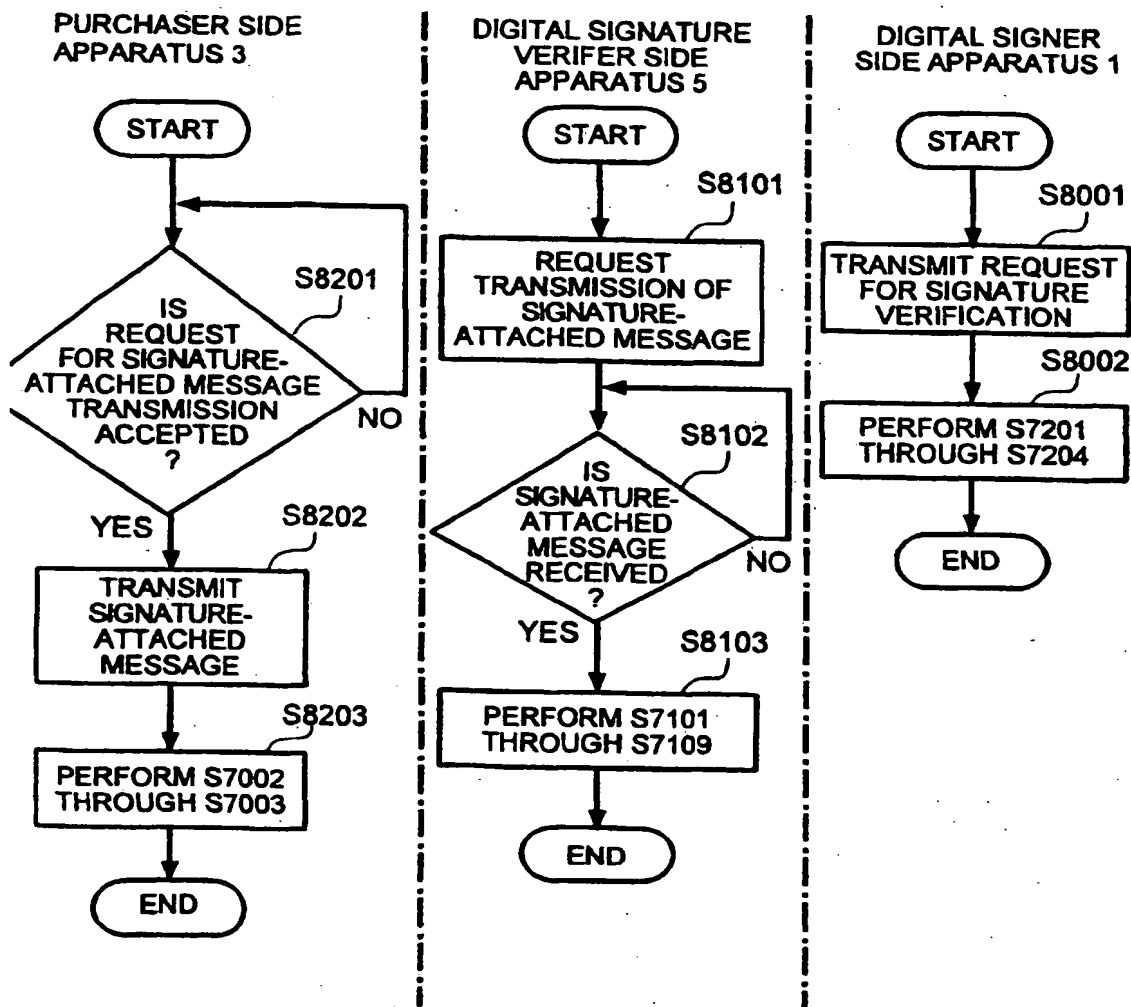 PURCHASER SIDE
APPARATUS 3
START
S8201
IS
REQUEST
FOR SIGNATURE-
ATTACHED MESSAGE
TRANSMISSION
ACCEPTED
?
NO
YES
S8202
TRANSMIT
SIGNATURE-
ATTACHED
MESSAGE
S8203
PERFORM S7002
THROUGH S7003
END
DIGITAL SIGNATURE
VERIFER SIDE
APPARATUS 5
START
S8101
REQUEST
TRANSMISSION OF
SIGNATURE-
ATTACHED MESSAGE
S8102
IS
SIGNATURE-
ATTACHED
MESSAGE
RECEIVED
?
NO
YES
S8103
PERFORM S7101
THROUGH S7109
END
DIGITAL SIGNER
SIDE APPARATUS 1
START
S8001
TRANSMIT REQUEST
FOR SIGNATURE
VERIFICATION
S8002
PERFORM S7201
THROUGH S7204
END